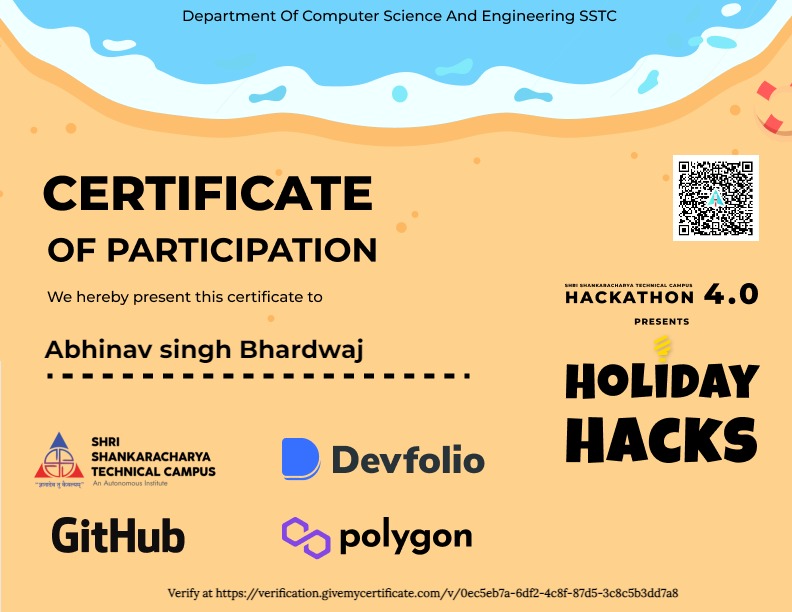 Department Of Computer Science And Engineering SSTC
CERTIFICATE
OF PARTICIPATION
We hereby present this certificate to
Abhinav singh Bhardwaj
SHRI SHANKARACHARYA TECHNICAL CAMPUS
HACKATHON 4.0
PRESENTS
HOLIDAY
HACKS
SHRI
SHANKARACHARYA
TECHNICAL CAMPUS
An Autonomous Institute
Devfolio
GitHub
polygon
Verify at https://verification.givemycertificate.com/v/0ec5eb7a-6df2-4c8f-87d5-3c8c5b3dd7a8